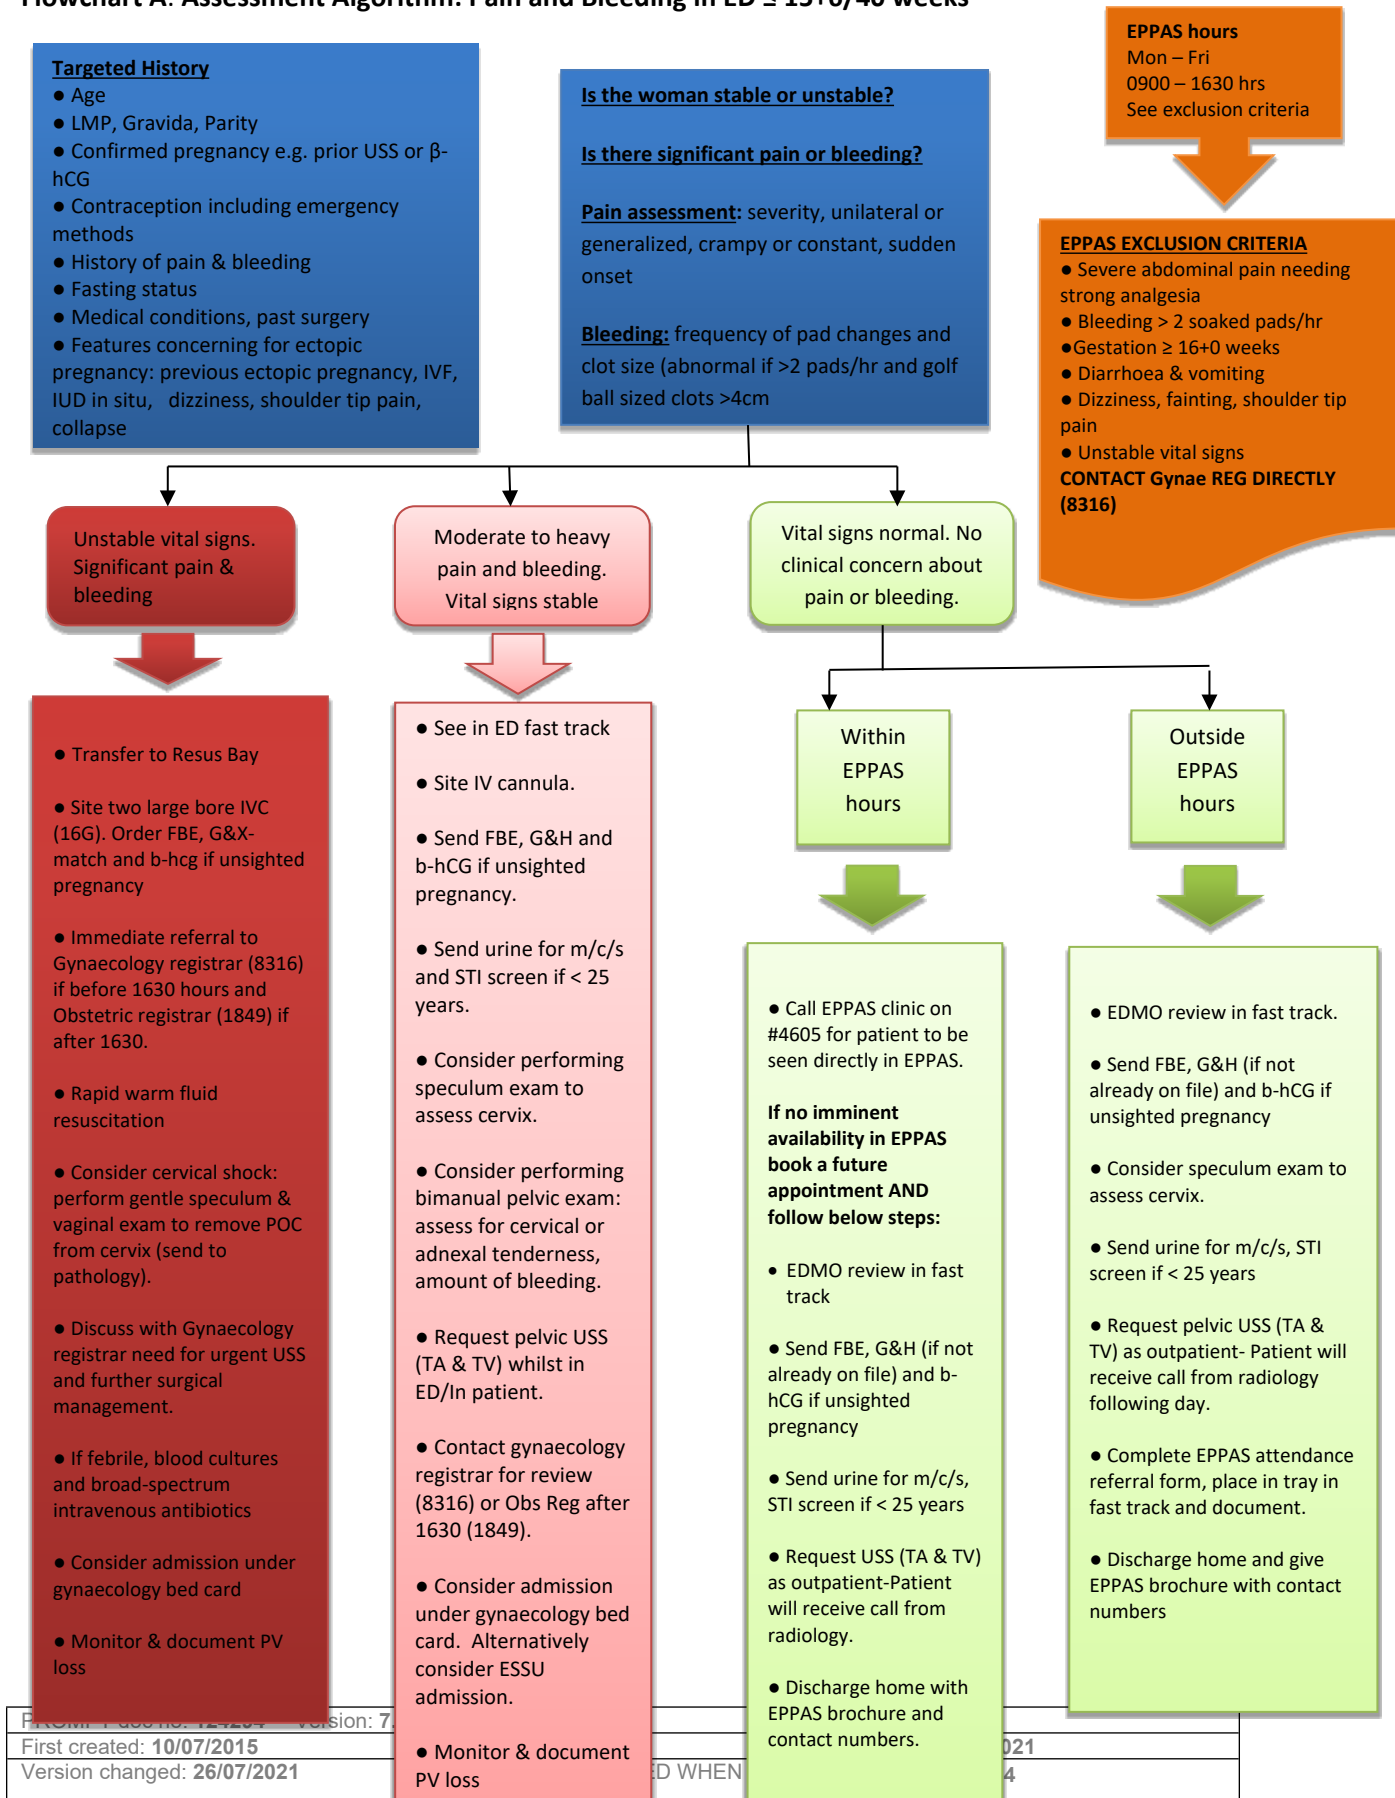 Flowchart A: Assessment Algorithm: Pain and Bleeding in ED ≤ 15+6/40 weeks
EPPAS hours
Mon – Fri
0900 – 1630 hrs
See exclusion criteria
Targeted History
● Age
● LMP, Gravida, Parity
● Confirmed pregnancy e.g. prior USS or β-
hCG
● Contraception including emergency
methods
● History of pain & bleeding
● Fasting status
● Medical conditions, past surgery
● Features concerning for ectopic
pregnancy: previous ectopic pregnancy, IVF,
IUD in situ, dizziness, shoulder tip pain,
collapse
Is the woman stable or unstable?
Is there significant pain or bleeding?
Pain assessment: severity, unilateral or
generalized, crampy or constant, sudden
onset
Bleeding: frequency of pad changes and
clot size (abnormal if >2 pads/hr and golf
ball sized clots >4cm
EPPAS EXCLUSION CRITERIA
● Severe abdominal pain needing
strong analgesia
● Bleeding > 2 soaked pads/hr
●Gestation ≥ 16+0 weeks
● Diarrhoea & vomiting
● Dizziness, fainting, shoulder tip
pain
● Unstable vital signs
CONTACT Gynae REG DIRECTLY
(8316)
Unstable vital signs.
Significant pain &
bleeding
Moderate to heavy
pain and bleeding.
Vital signs stable
Vital signs normal. No
clinical concern about
pain or bleeding.
Within
EPPAS
hours
Outside
EPPAS
hours
● Transfer to Resus Bay
● Site two large bore IVC
(16G). Order FBE, G&X-
match and b-hcg if unsighted
pregnancy
● Immediate referral to
Gynaecology registrar (8316)
if before 1630 hours and
Obstetric registrar (1849) if
after 1630.
● Rapid warm fluid
resuscitation
● Consider cervical shock:
perform gentle speculum &
vaginal exam to remove POC
from cervix (send to
pathology).
● Discuss with Gynaecology
registrar need for urgent USS
and further surgical
management.
● If febrile, blood cultures
and broad-spectrum
intravenous antibiotics
● Consider admission under
gynaecology bed card
● Monitor & document PV
loss
● See in ED fast track
● Site IV cannula.
● Send FBE, G&H and
b-hCG if unsighted
pregnancy.
● Send urine for m/c/s
and STI screen if < 25
years.
● Consider performing
speculum exam to
assess cervix.
● Consider performing
bimanual pelvic exam:
assess for cervical or
adnexal tenderness,
amount of bleeding.
● Request pelvic USS
(TA & TV) whilst in
ED/In patient.
● Contact gynaecology
registrar for review
(8316) or Obs Reg after
1630 (1849).
● Consider admission
under gynaecology bed
card. Alternatively
consider ESSU
admission.
● Monitor & document
PV loss
● Call EPPAS clinic on
#4605 for patient to be
seen directly in EPPAS.
If no imminent
availability in EPPAS
book a future
appointment AND
follow below steps:
• EDMO review in fast
track
● Send FBE, G&H (if not
already on file) and b-
hCG if unsighted
pregnancy
● Send urine for m/c/s,
STI screen if < 25 years
● Request USS (TA & TV)
as outpatient-Patient
will receive call from
radiology.
● Discharge home with
EPPAS brochure and
contact numbers.
● EDMO review in fast track.
● Send FBE, G&H (if not
already on file) and b-hCG if
unsighted pregnancy
● Consider speculum exam to
assess cervix.
● Send urine for m/c/s, STI
screen if < 25 years
● Request pelvic USS (TA &
TV) as outpatient- Patient will
receive call from radiology
following day.
● Complete EPPAS attendance
referral form, place in tray in
fast track and document.
● Discharge home and give
EPPAS brochure with contact
numbers
sion: 7.
First created: 10/07/2015 021
Version changed: 26/07/2021 D WHEN 4